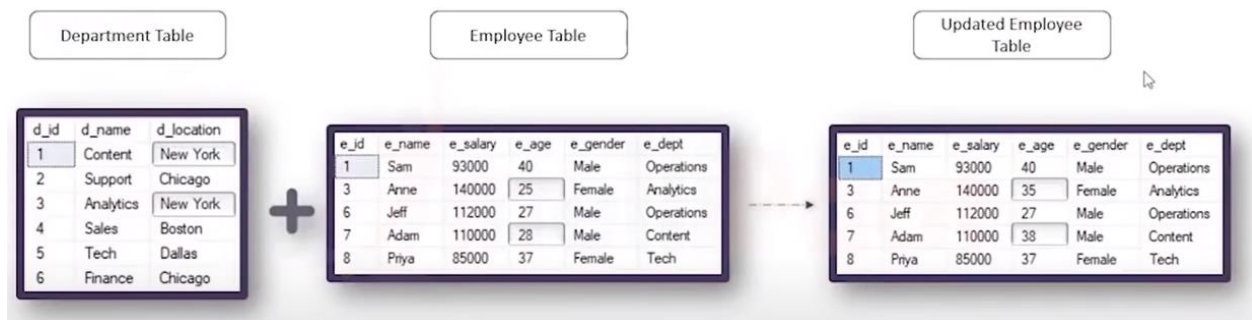 Department Table
Employee Table
Updated Employee
Table
d_id d_name d_location
1 Content New York
2 Support Chicago
3 Analytics New York
4 Sales Boston
5 Tech Dallas
6 Finance Chicago
e_id e_name e_salary e_age e_gender e_dept
1 Sam 93000 40 Male Operations
3 Anne 140000 25 Female Analytics
6 Jeff 112000 27 Male Operations
7 Adam 110000 28 Male Content
8 Priya 85000 37 Female Tech
e_id e_name e_salary e_age e_gender e_dept
1 Sam 93000 40 Male Operations
3 Anne 140000 35 Female Analytics
6 Jeff 112000 27 Male Operations
7 Adam 110000 38 Male Content
8 Priya 85000 37 Female Tech